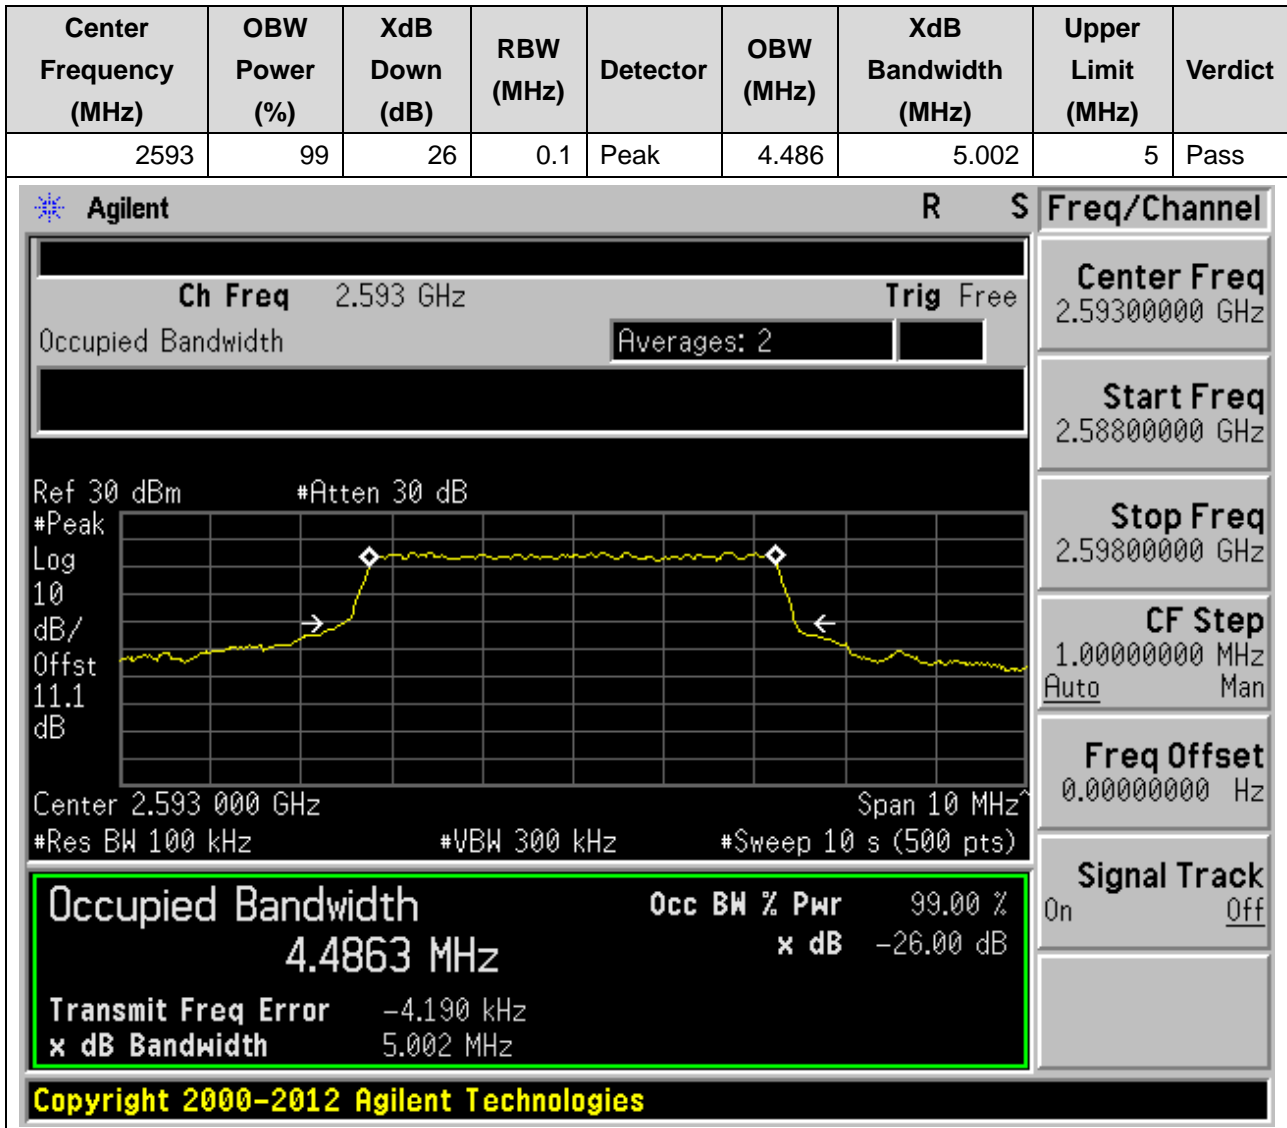 Center Frequency (MHz) OBW Power (%) XdB Down (dB) RBW (MHz) Detector OBW (MHz) XdB Bandwidth (MHz) Upper Limit (MHz) Verdict
2593 99 26 0.1 Peak 4.486 5.002 5 Pass
Agilent R S Freq/Channel
Ch Freq 2.593 GHz Trig Free
Occupied Bandwidth Averages: 2
Center Freq
2.59300000 GHz
Start Freq
2.58800000 GHz
Stop Freq
2.59800000 GHz
CF Step
1.00000000 MHz
Auto Man
Freq Offset
0.00000000 Hz
Signal Track
On Off
Ref 30 dBm #Atten 30 dB
#Peak
Log
10
dB/
Offst
11.1
dB
Center 2.593 000 GHz Span 10 MHz^
#Res BW 100 kHz #VBW 300 kHz #Sweep 10 s (500 pts)
Occupied Bandwidth Occ BW % Pwr 99.00 %
4.4863 MHz x dB -26.00 dB
Transmit Freq Error -4.190 kHz
x dB Bandwidth 5.002 MHz
Copyright 2000-2012 Agilent Technologies